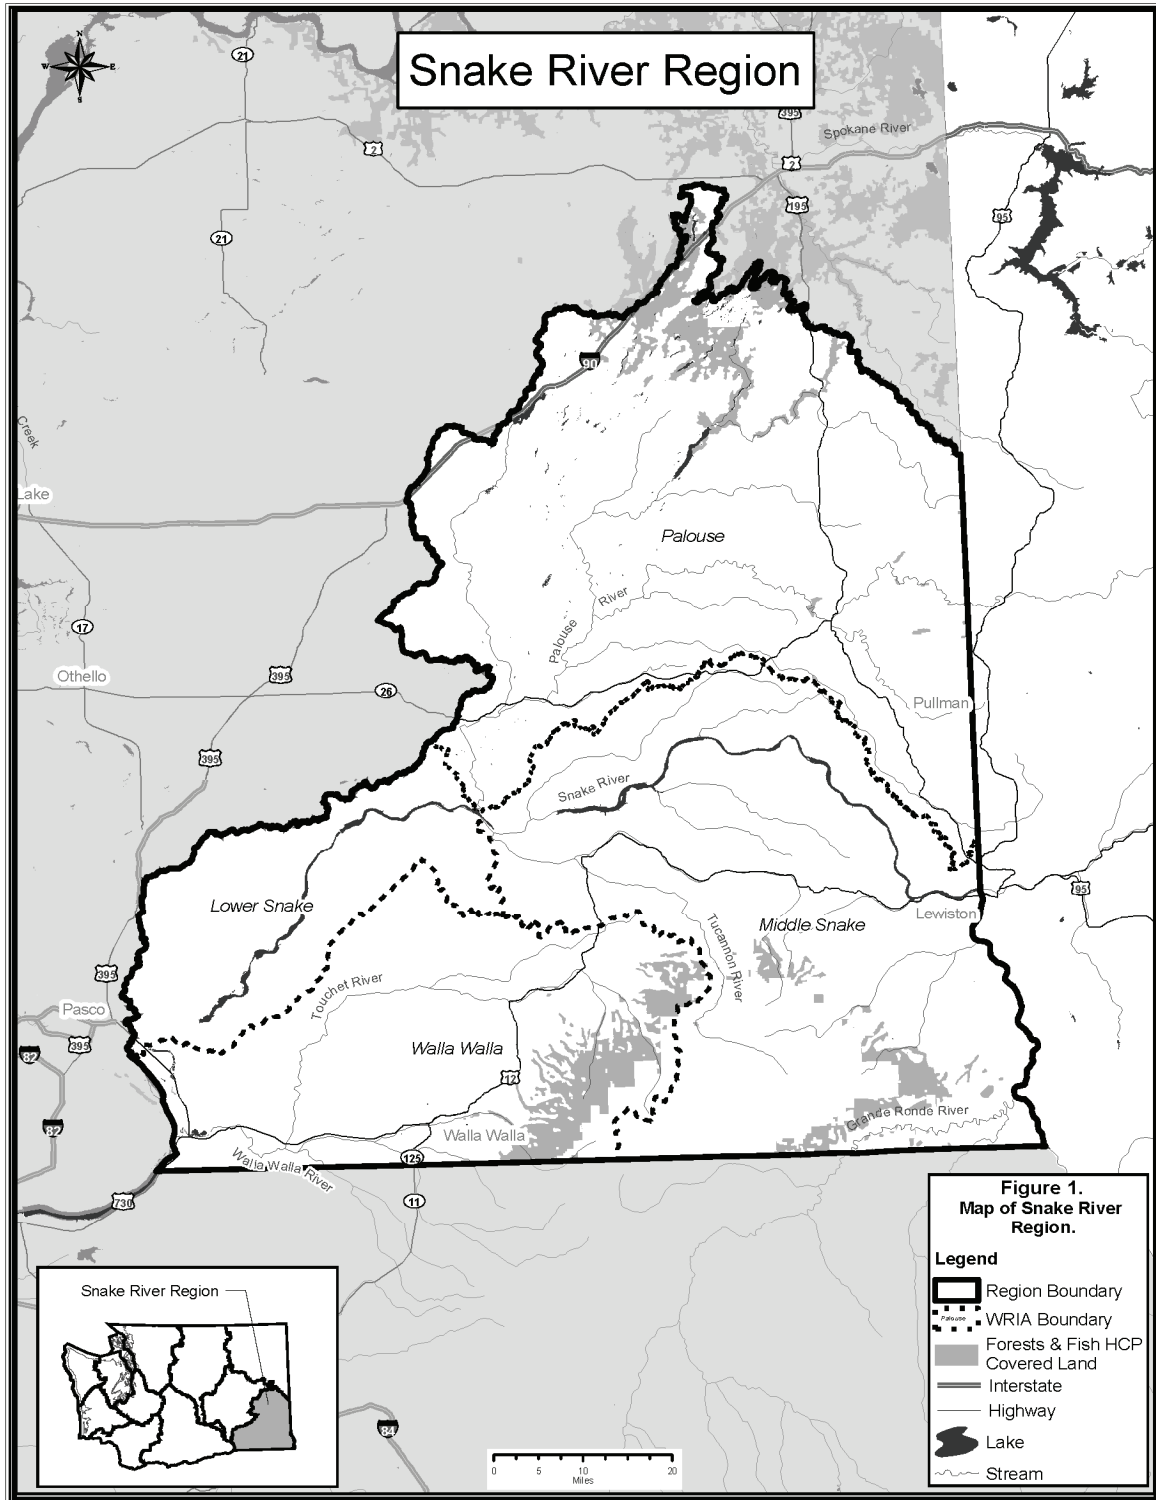 Snake River Region
N
W
E
S
21
2
395
Spokane River
2
195
95
21
90
Creek
Lake
Palouse
River
Palouse
17
Othello
395
26
Pullman
395
Snake River
Lower Snake
Middle Snake
Lewiston
95
Tucannon River
395
Touchet River
Pasco
395
82
Walla Walla
12
82
Grande Ronde River
Walla Walla
125
Walla Walla River
730
11
Figure 1.
Map of Snake River
Region.
Legend
Region Boundary
Palouse
WRIA Boundary
Forests & Fish HCP
Covered Land
Interstate
Highway
Lake
Stream
Snake River Region
84
0 5 10 20
Miles